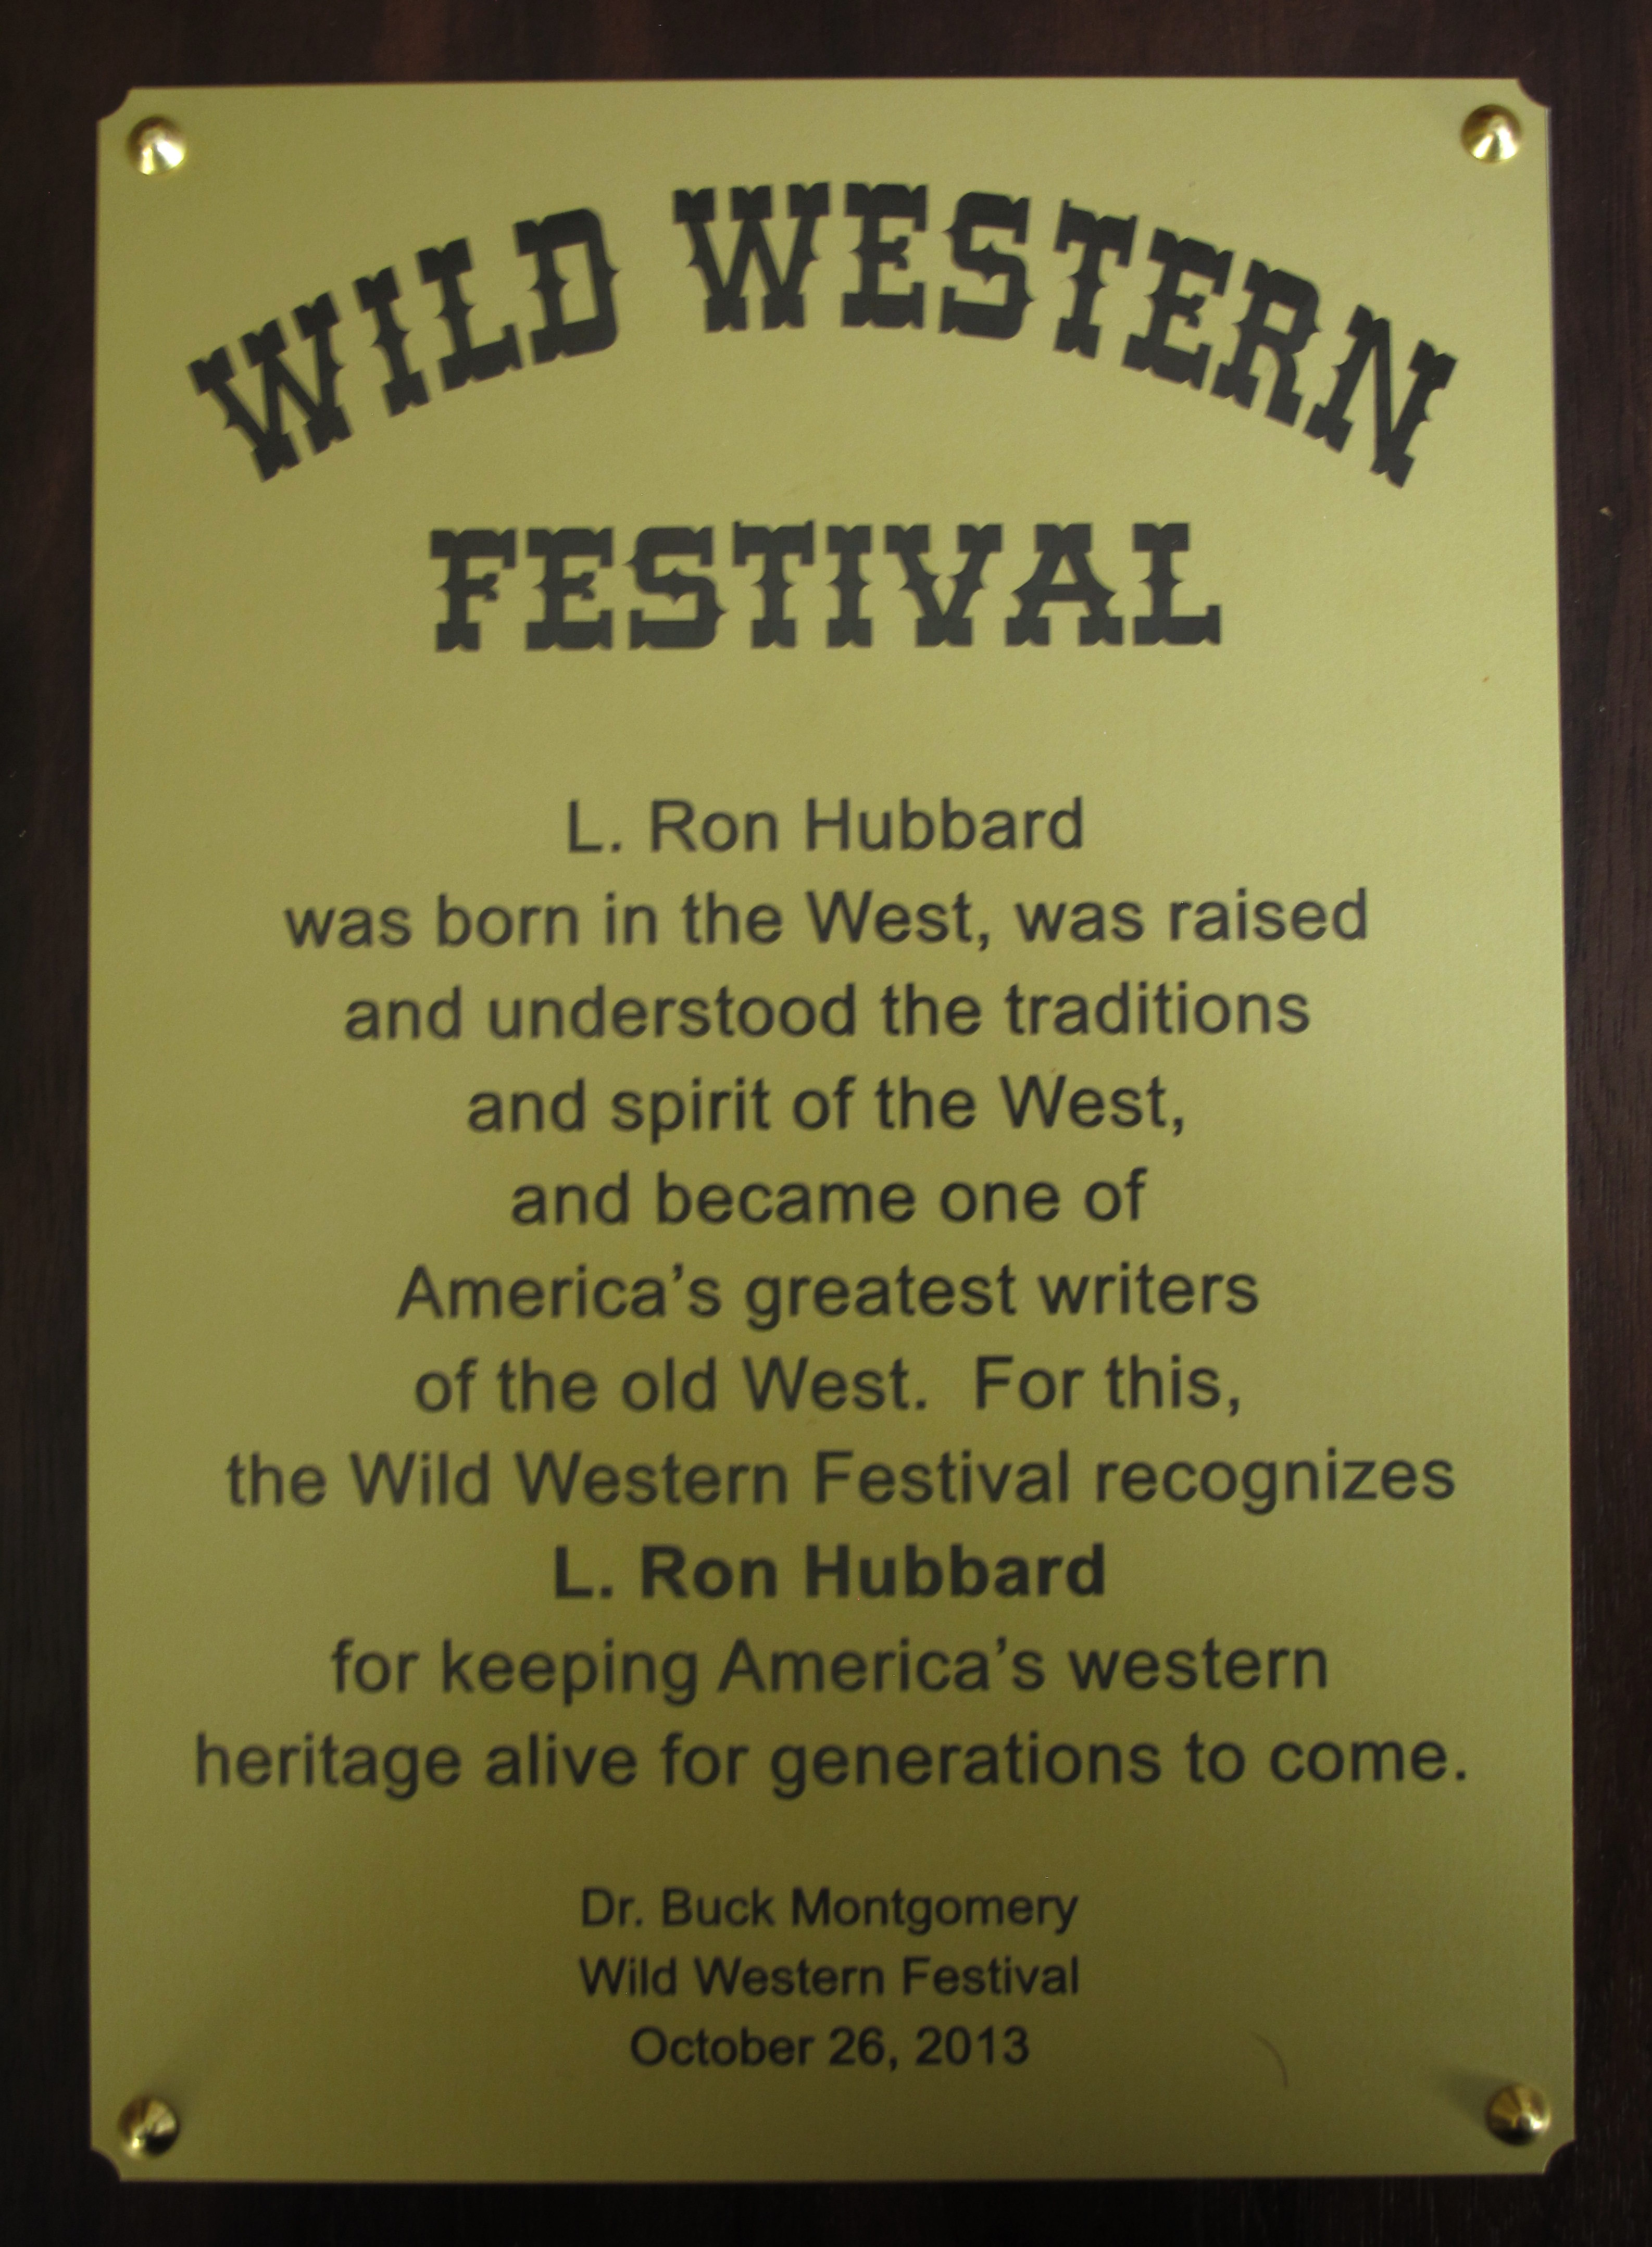 WILD WESTERN
FESTIVAL
L. Ron Hubbard
was born in the West, was raised
and understood the traditions
and spirit of the West,
and became one of
America’s greatest writers
of the old West.  For this,
the Wild Western Festival recognizes
L. Ron Hubbard
for keeping America’s western
heritage alive for generations to come.
Dr. Buck Montgomery
Wild Western Festival
October 26, 2013